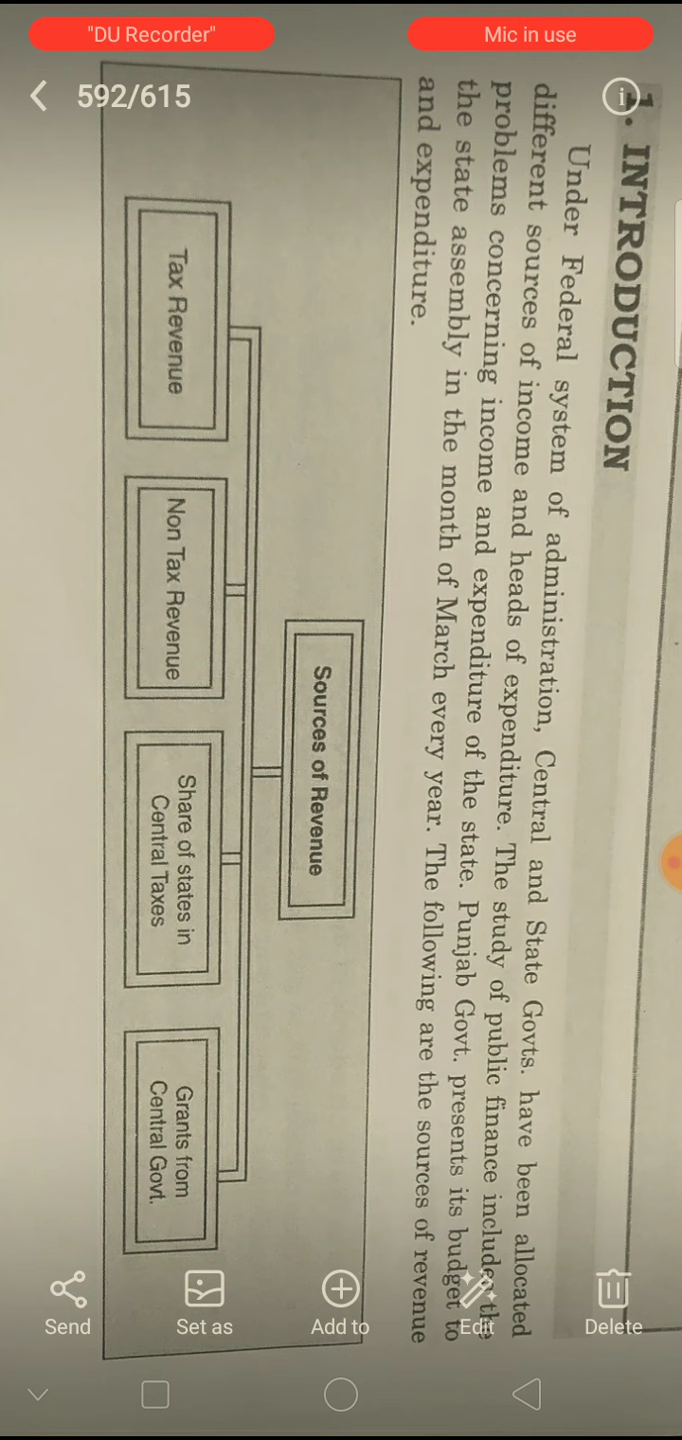 "DU Recorder"
Mic in use
592/615
1. INTRODUCTION
Under Federal system of administration, Central and State Govts. have been allocated
different sources of income and heads of expenditure. The study of public finance includes the
problems concerning income and expenditure of the state. Punjab Govt. presents its budget to
the state assembly in the month of March every year. The following are the sources of revenue
and expenditure.
Sources of Revenue
Tax Revenue
Non Tax Revenue
Share of states in
Central Taxes
Grants from
Central Govt.
Send
Set as
Add to
Edit
Delete